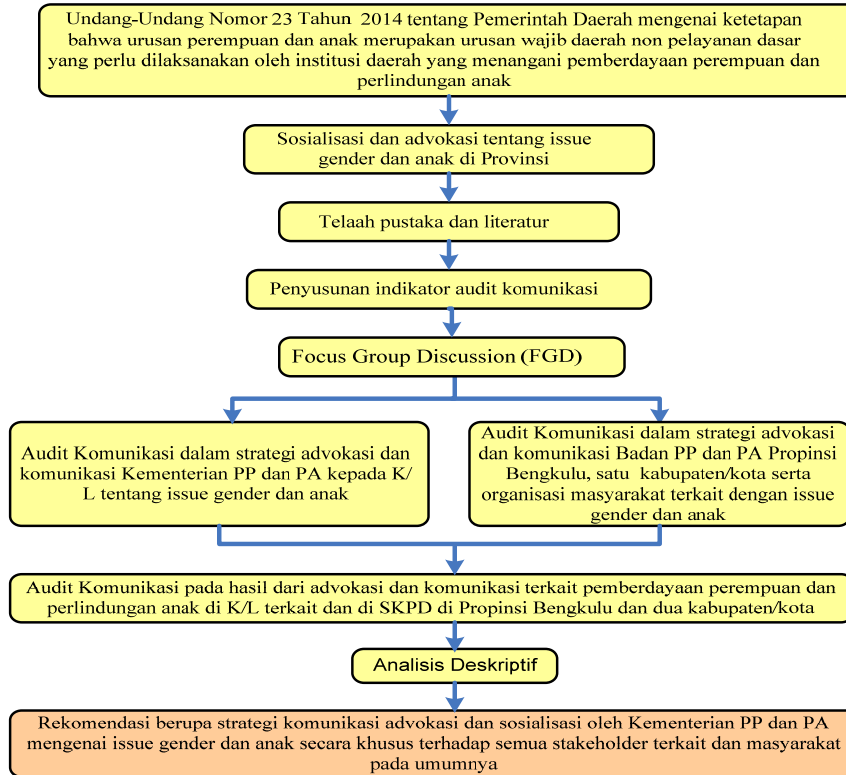 Undang-Undang Nomor 23 Tahun 2014 tentang Pemerintah Daerah mengenai ketetapan
bahwa urusan perempuan dan anak merupakan urusan wajib daerah non pelayanan dasar
yang perlu dilaksanakan oleh institusi daerah yang menangani pemberdayaan perempuan dan
perlindungan anak
Sosialisasi dan advokasi tentang issue
gender dan anak di Provinsi
Telaah pustaka dan literatur
Penyusunan indikator audit komunikasi
Focus Group Discussion (FGD)
Audit Komunikasi dalam strategi advokasi dan
komunikasi Kementerian PP dan PA kepada K/
L tentang issue gender dan anak
Audit Komunikasi dalam strategi advokasi
dan komunikasi Badan PP dan PA Propinsi
Bengkulu, satu kabupaten/kota serta
organisasi masyarakat terkait dengan issue
gender dan anak
Audit Komunikasi pada hasil dari advokasi dan komunikasi terkait pemberdayaan perempuan dan
perlindungan anak di K/L terkait dan di SKPD di Propinsi Bengkulu dan dua kabupaten/kota
Analisis Deskriptif
Rekomendasi berupa strategi komunikasi advokasi dan sosialisasi oleh Kementerian PP dan PA
mengenai issue gender dan anak secara khusus terhadap semua stakeholder terkait dan masyarakat
pada umumnya